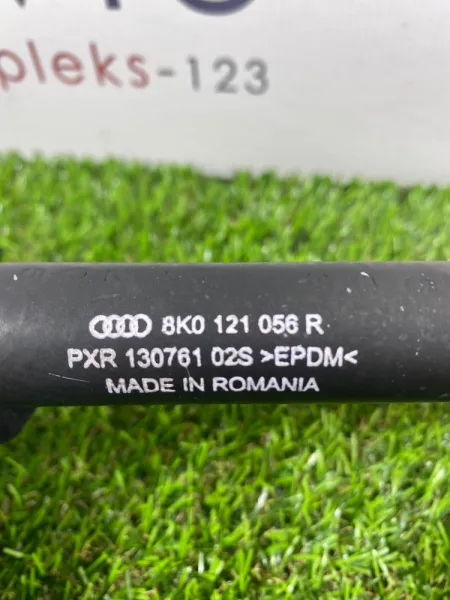 pleks-123
8K0 121 056 R
PXR 130761 02S >EPDM<
MADE IN ROMANIA